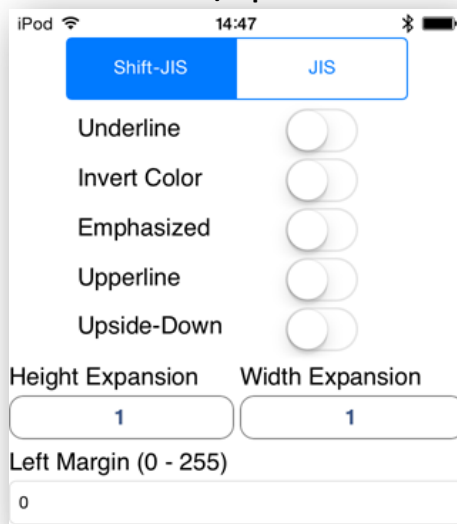 iPod 14:47
Shift-JIS JIS
Underline
Invert Color
Emphasized
Upperline
Upside-Down
Height Expansion Width Expansion
1 1
Left Margin (0 - 255)
0